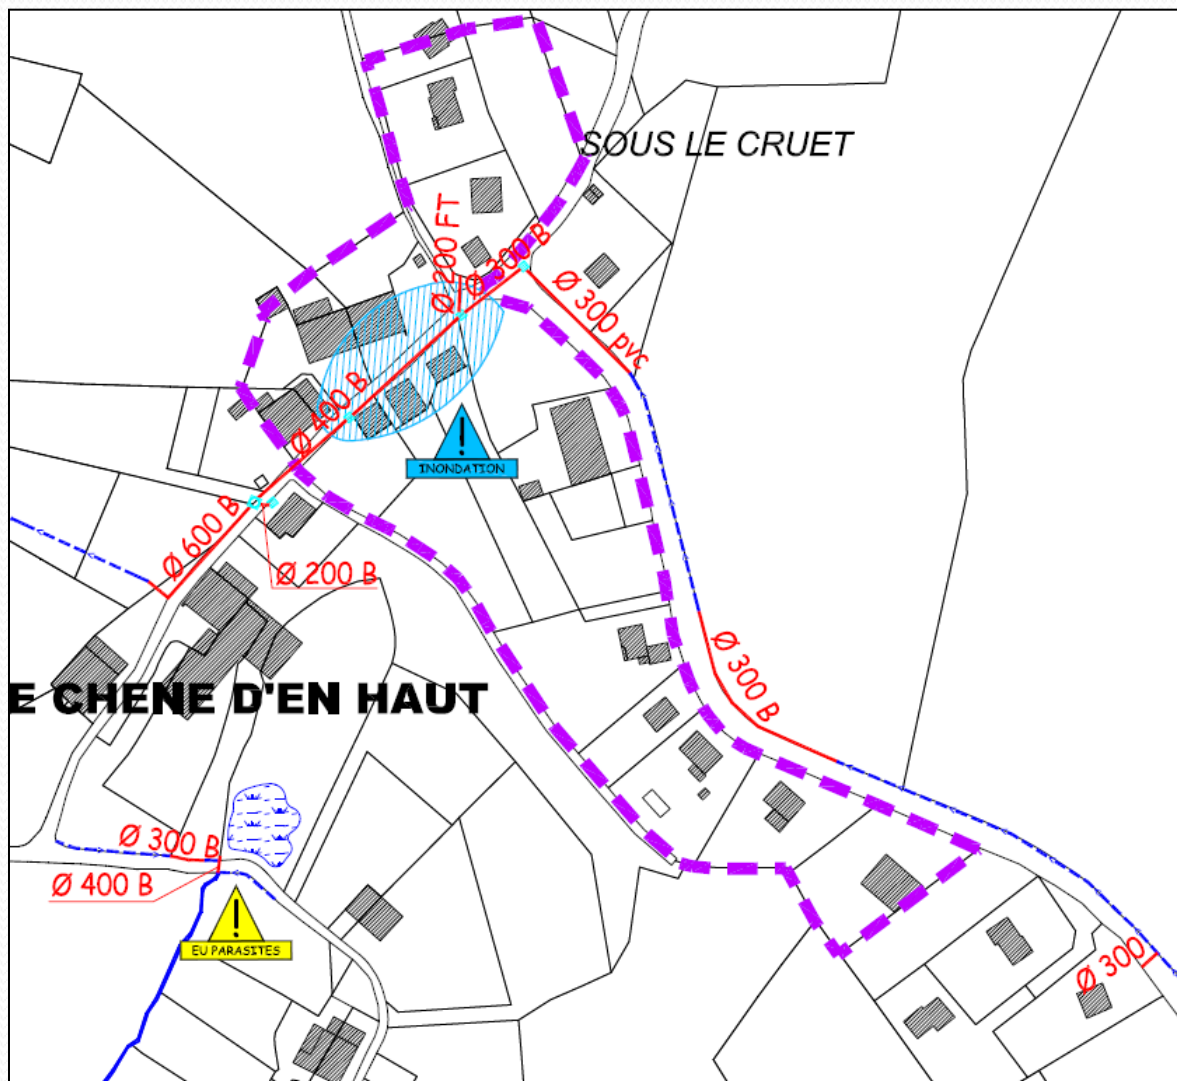 SOUS LE CRUET
Ø 200 FT
Ø 300 B
Ø 300 pvc
Ø 400 B
INONDATION
Ø 600 B
Ø 200 B
Ø 300 B
E CHENE D'EN HAUT
Ø 300 B
Ø 400 B
EU PARASITES
Ø 300